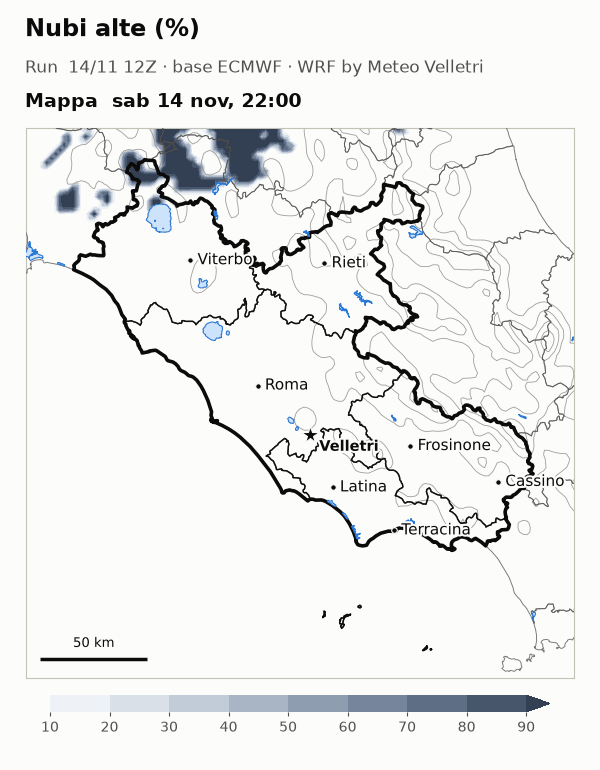 Nubi alte (%)
Run 14/11 12Z · base ECMWF · WRF by Meteo Velletri
Mappa sab 14 nov, 22:00
Viterbo
Rieti
Roma
Velletri
Frosinone
Latina
Cassino
Terracina
50 km
10 20 30 40 50 60 70 80 90